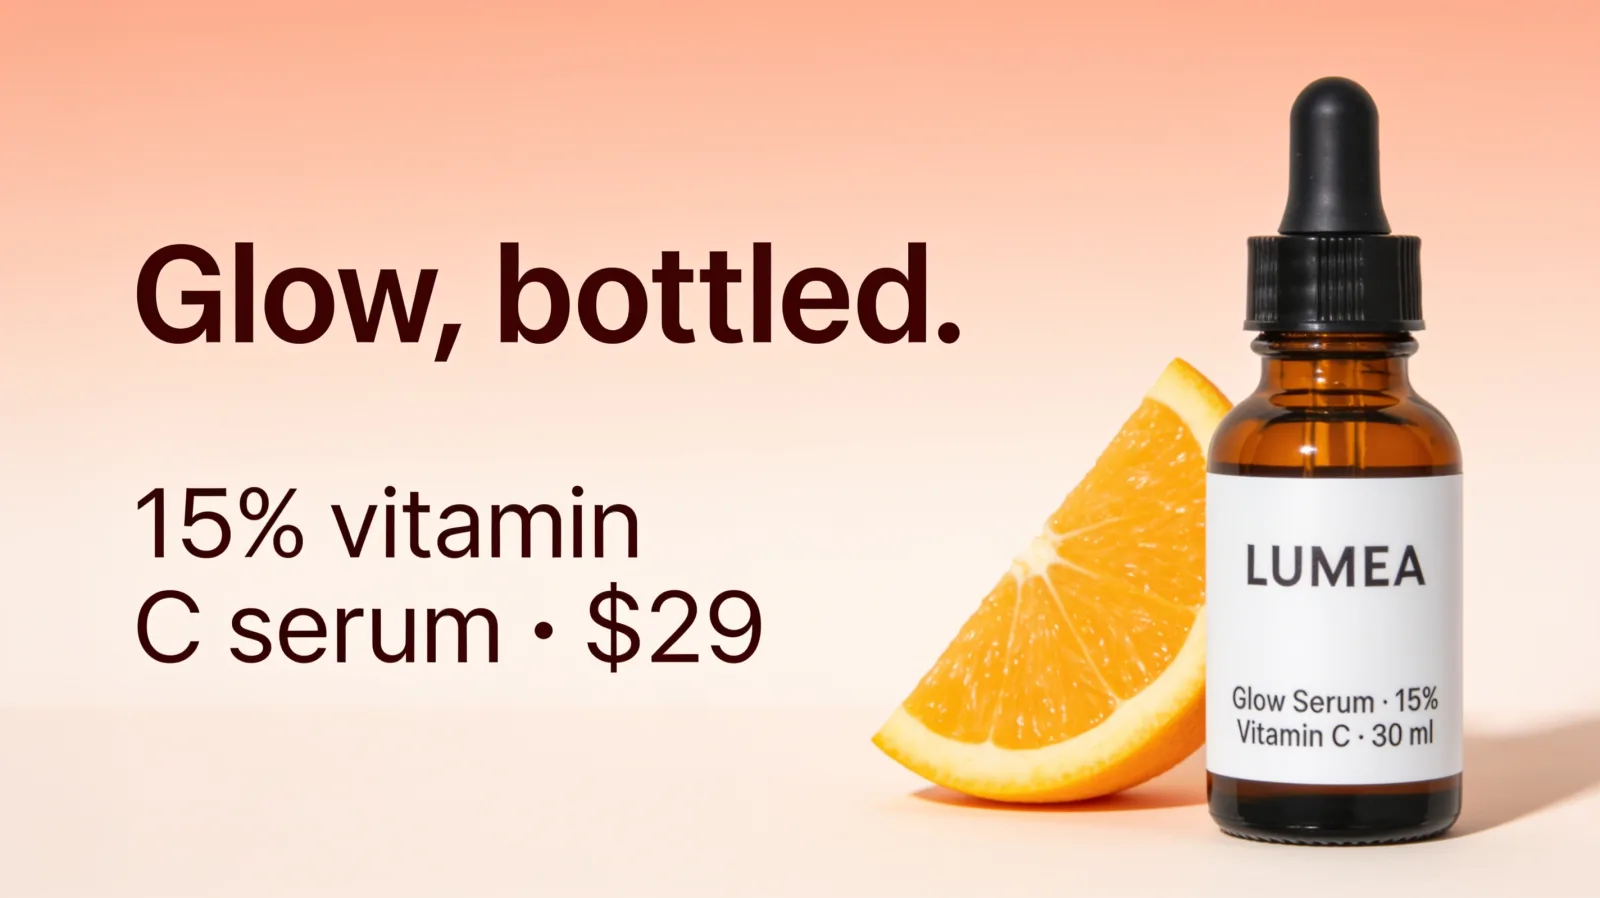 Glow, bottled.
15% vitamin
C serum · $29
LUMEA
Glow Serum · 15%
Vitamin C · 30 ml